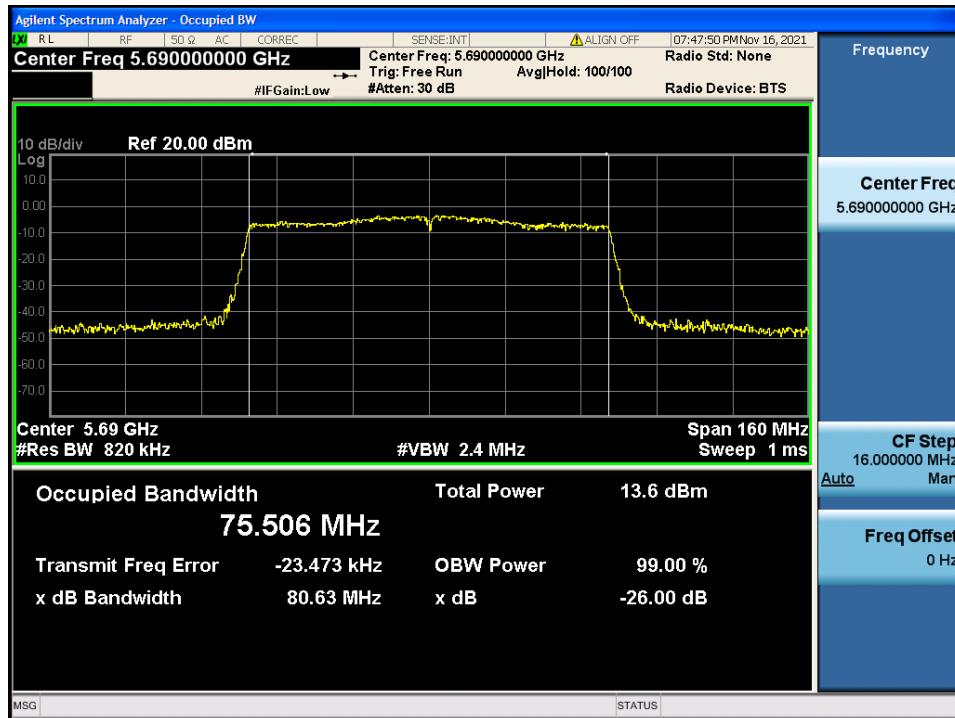 Agilent Spectrum Analyzer - Occupied BW
LXI RL RF 50 Ω AC CORREC SENSE:INT ALIGN OFF 07:47:50 PM Nov 16, 2021
Center Freq 5.690000000 GHz
Center Freq: 5.690000000 GHz
Radio Std: None
Trig: Free Run Avg|Hold: 100/100
#IFGain:Low
#Atten: 30 dB
Radio Device: BTS
Frequency
10 dB/div Ref 20.00 dBm
Log
10.0
0.00
-10.0
-20.0
-30.0
-40.0
-50.0
-60.0
-70.0
Center 5.69 GHz Span 160 MHz
#Res BW 820 kHz #VBW 2.4 MHz Sweep 1 ms
Occupied Bandwidth Total Power 13.6 dBm
75.506 MHz
Transmit Freq Error -23.473 kHz OBW Power 99.00 %
x dB Bandwidth 80.63 MHz x dB -26.00 dB
Center Freq
5.690000000 GHz
CF Step
16.000000 MHz
Auto Man
Freq Offset
0 Hz
MSG STATUS